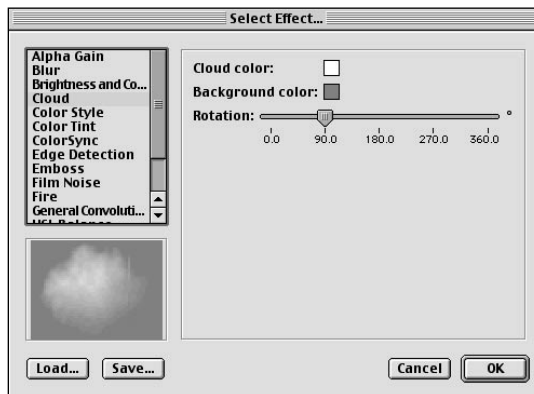 Select Effect...
Alpha Gain
Blur
Brightness and Co...
Cloud
Color Style
Color Tint
ColorSync
Edge Detection
Emboss
Film Noise
Fire
General Convoluti...
HSL Balance
Cloud color:
Background color:
Rotation:
°
0.0 90.0 180.0 270.0 360.0
Load...
Save...
Cancel
OK